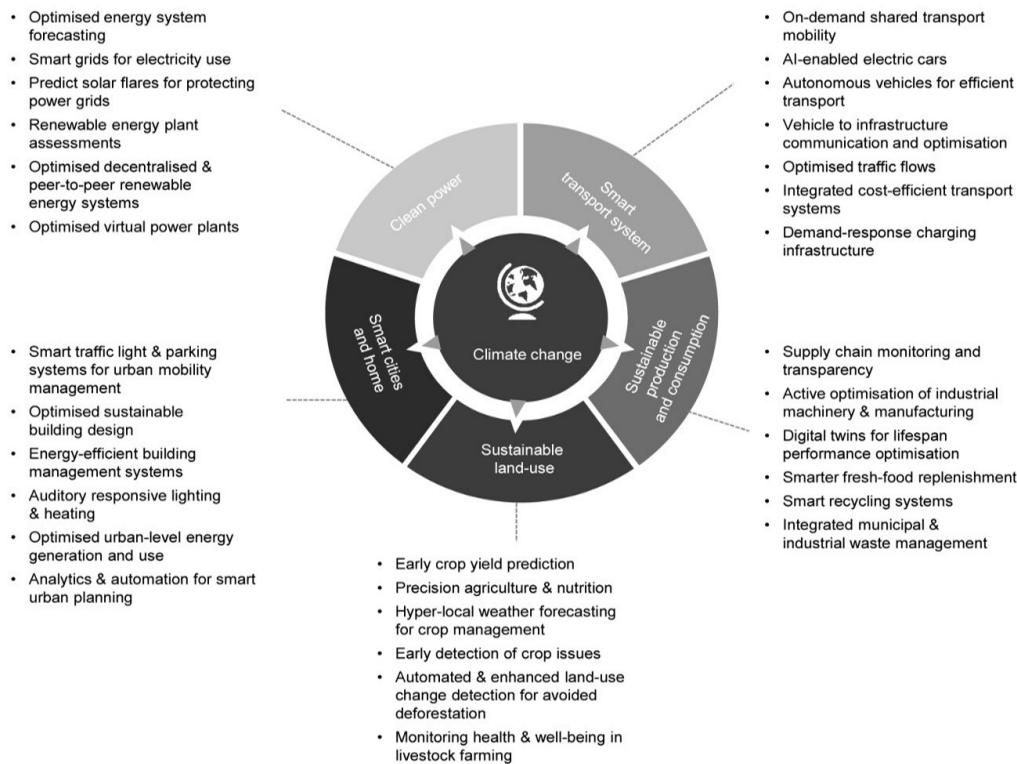 • Optimised energy system
forecasting
• Smart grids for electricity use
• Predict solar flares for protecting
power grids
• Renewable energy plant
assessments
• Optimised decentralised &
peer-to-peer renewable
energy systems
• Optimised virtual power plants
• On-demand shared transport
mobility
• AI-enabled electric cars
• Autonomous vehicles for efficient
transport
• Vehicle to infrastructure
communication and optimisation
• Optimised traffic flows
• Integrated cost-efficient transport
systems
• Demand-response charging
infrastructure
Clean power
Smart
transport system
Climate change
Smart cities
and home
Sustainable
production
and consumption
Sustainable
land-use
• Smart traffic light & parking
systems for urban mobility
management
• Optimised sustainable
building design
• Energy-efficient building
management systems
• Auditory responsive lighting
& heating
• Optimised urban-level energy
generation and use
• Analytics & automation for smart
urban planning
• Supply chain monitoring and
transparency
• Active optimisation of industrial
machinery & manufacturing
• Digital twins for lifespan
performance optimisation
• Smarter fresh-food replenishment
• Smart recycling systems
• Integrated municipal &
industrial waste management
• Early crop yield prediction
• Precision agriculture & nutrition
• Hyper-local weather forecasting
for crop management
• Early detection of crop issues
• Automated & enhanced land-use
change detection for avoided
deforestation
• Monitoring health & well-being in
livestock farming